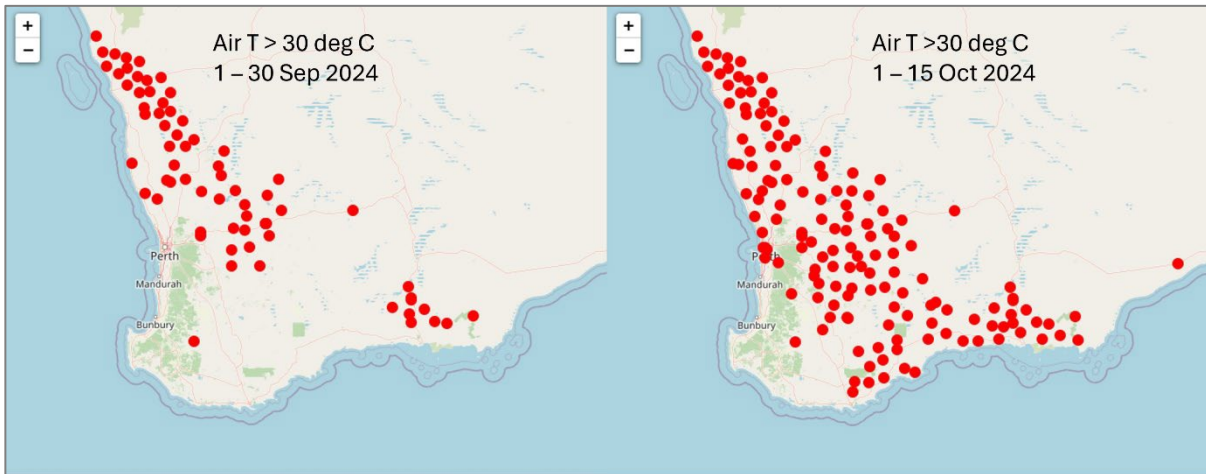 +
−
Air T > 30 deg C
1 – 30 Sep 2024
Perth
Mandurah
Bunbury
+
−
Air T >30 deg C
1 – 15 Oct 2024
Perth
Mandurah
Bunbury